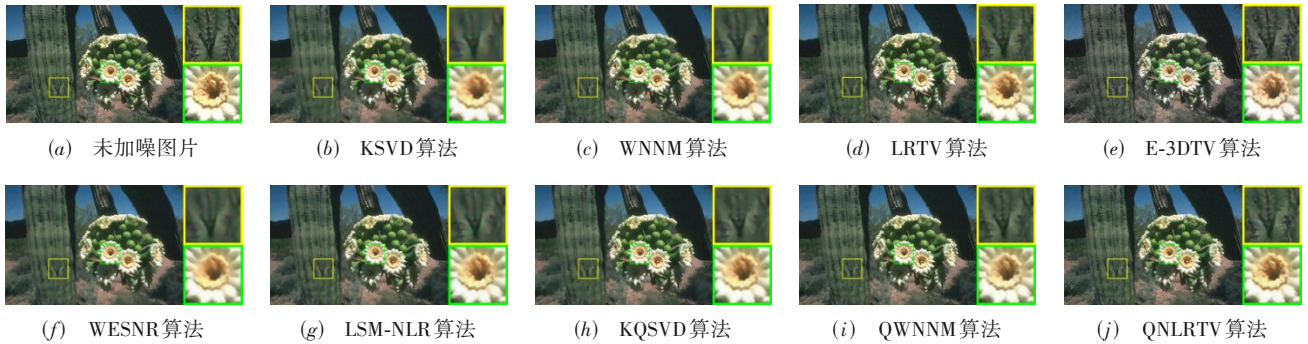 (a) 未加噪图片 (b) KSVD算法 (c) WNNM算法 (d) LRTV算法 (e) E-3DTV算法
(f) WESNR算法 (g) LSM-NLR算法 (h) KQSVD算法 (i) QWNNM算法 (j) QNLRTV算法